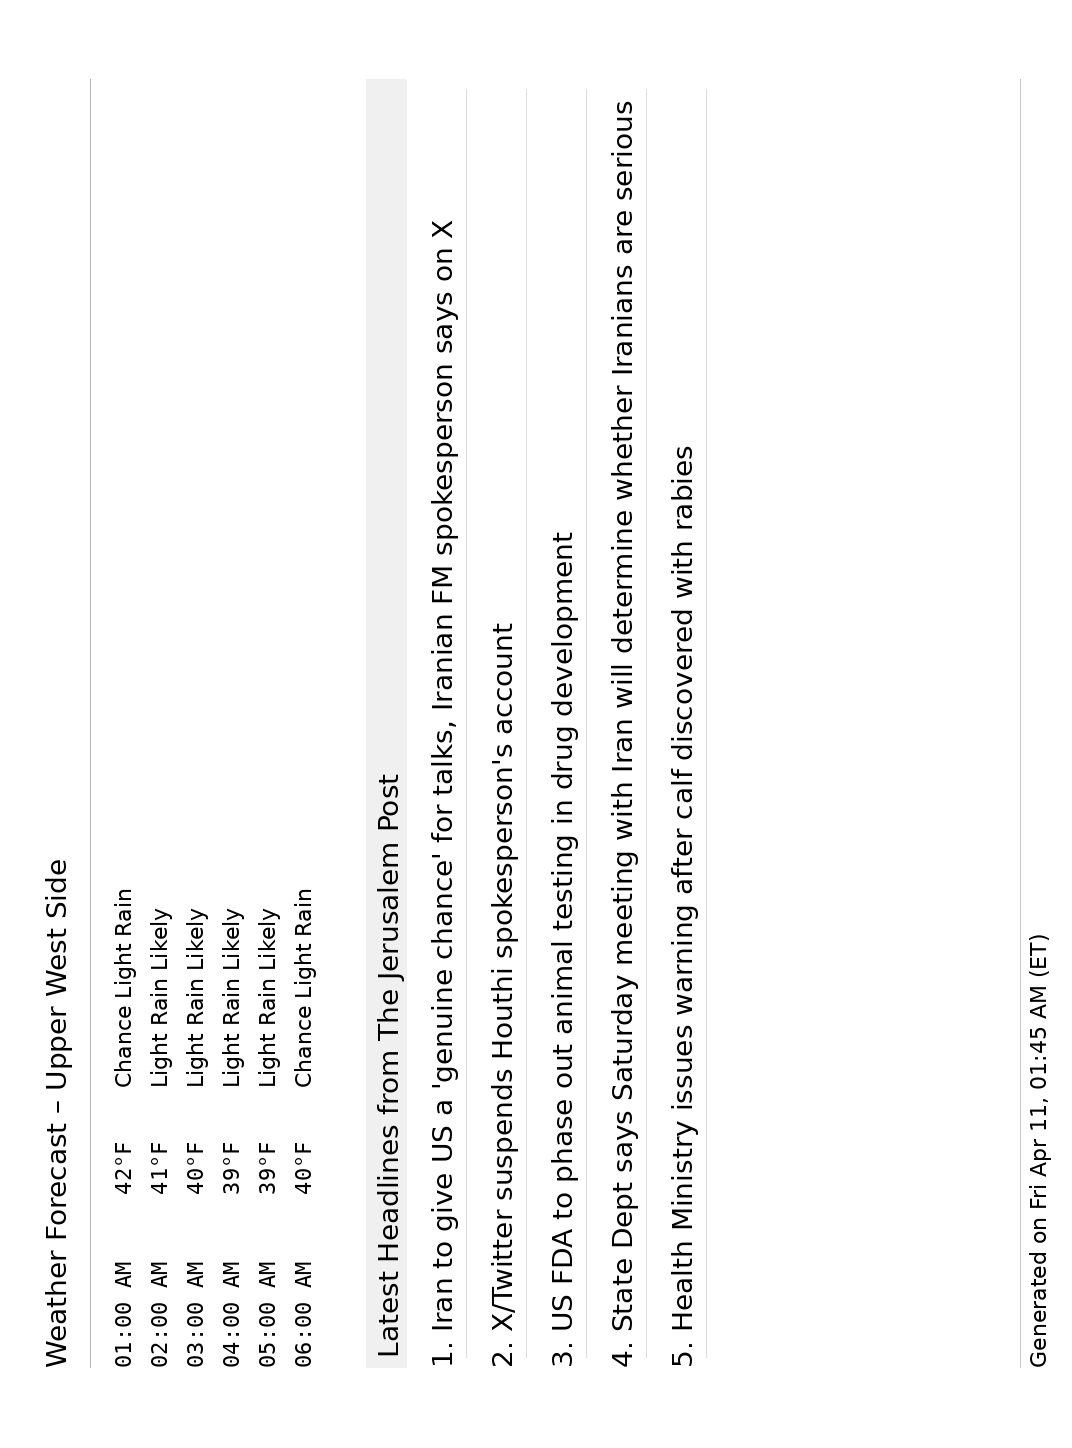 Weather Forecast – Upper West Side
01:00 AM 42°F Chance Light Rain
02:00 AM 41°F Light Rain Likely
03:00 AM 40°F Light Rain Likely
04:00 AM 39°F Light Rain Likely
05:00 AM 39°F Light Rain Likely
06:00 AM 40°F Chance Light Rain
Latest Headlines from The Jerusalem Post
1. Iran to give US a 'genuine chance' for talks, Iranian FM spokesperson says on X
2. X/Twitter suspends Houthi spokesperson's account
3. US FDA to phase out animal testing in drug development
4. State Dept says Saturday meeting with Iran will determine whether Iranians are serious
5. Health Ministry issues warning after calf discovered with rabies
Generated on Fri Apr 11, 01:45 AM (ET)